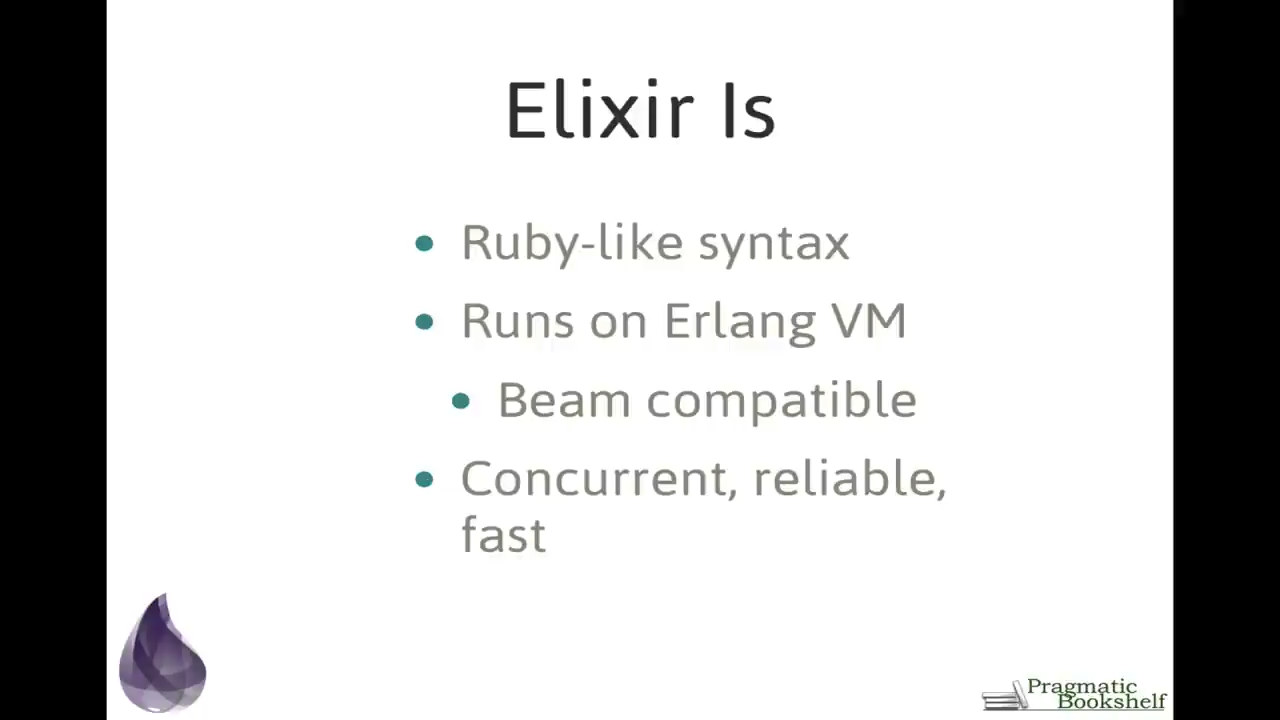 Elixir Is
Ruby-like syntax
Runs on Erlang VM
Beam compatible
Concurrent, reliable,
fast
Pragmatic
Bookshelf